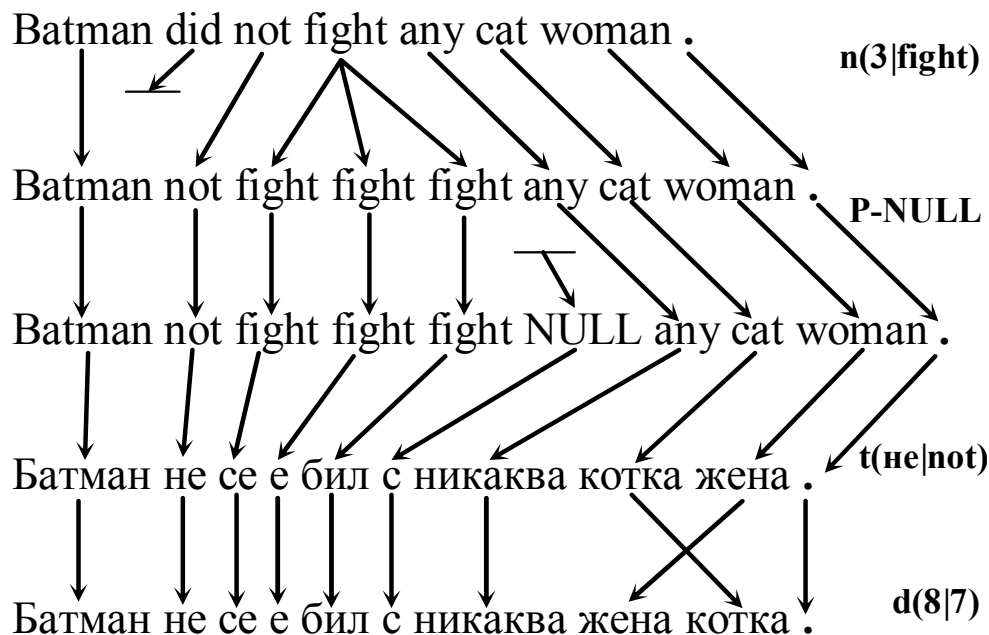 Batman did not fight any cat woman .
n(3|fight)
Batman not fight fight fight any cat woman .
P-NULL
Batman not fight fight fight NULL any cat woman .
t(не|not)
Батман не се е бил с никаква котка жена .
d(8|7)
Батман не се е бил с никаква жена котка .